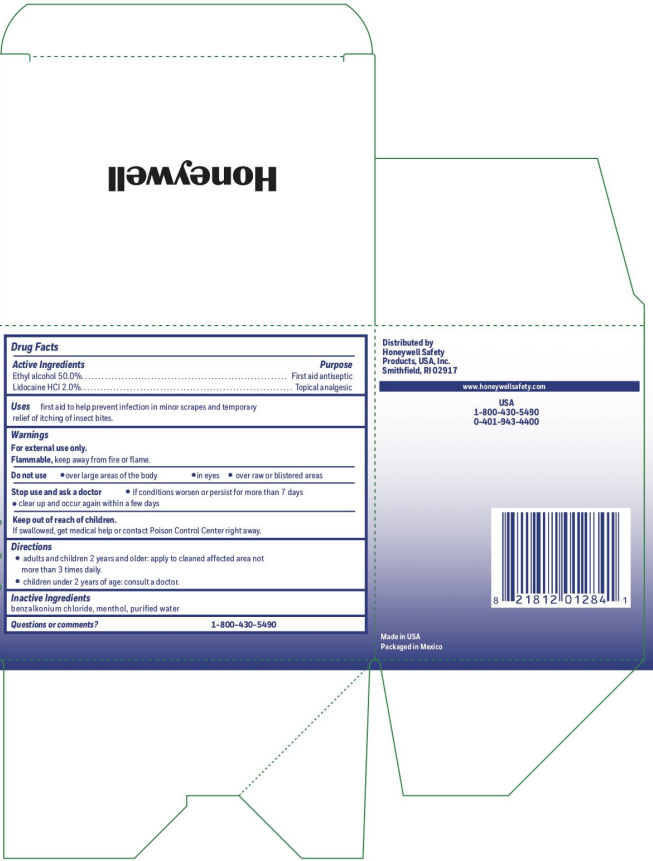 Honeywell
Drug Facts
Active Ingredients Purpose
Ethyl alcohol 50.0%. . . . . . . . . . . . . . . . . . . . . . . . . . . . . . . . . . . . . . . . . . . . . . . . . . . First aid antiseptic
Lidocaine HCl 2.0%. . . . . . . . . . . . . . . . . . . . . . . . . . . . . . . . . . . . . . . . . . . . . . . . . . . . Topical analgesic
Uses first aid to help prevent infection in minor scrapes and temporary
relief of itching of insect bites.
Warnings
For external use only.
Flammable, keep away from fire or flame.
Do not use • over large areas of the body • in eyes • over raw or blistered areas
Stop use and ask a doctor • if conditions worsen or persist for more than 7 days
• clear up and occur again within a few days
Keep out of reach of children.
If swallowed, get medical help or contact Poison Control Center right away.
Directions
• adults and children 2 years and older: apply to cleaned affected area not
more than 3 times daily.
• children under 2 years of age: consult a doctor.
Inactive Ingredients
benzalkonium chloride, menthol, purified water
Questions or comments? 1-800-430-5490
Distributed by
Honeywell Safety
Products, USA, Inc.
Smithfield, RI 02917
www.honeywellsafety.com
USA
1-800-430-5490
0-401-943-4400
8 21812 01284 1
Made in USA
Packaged in Mexico